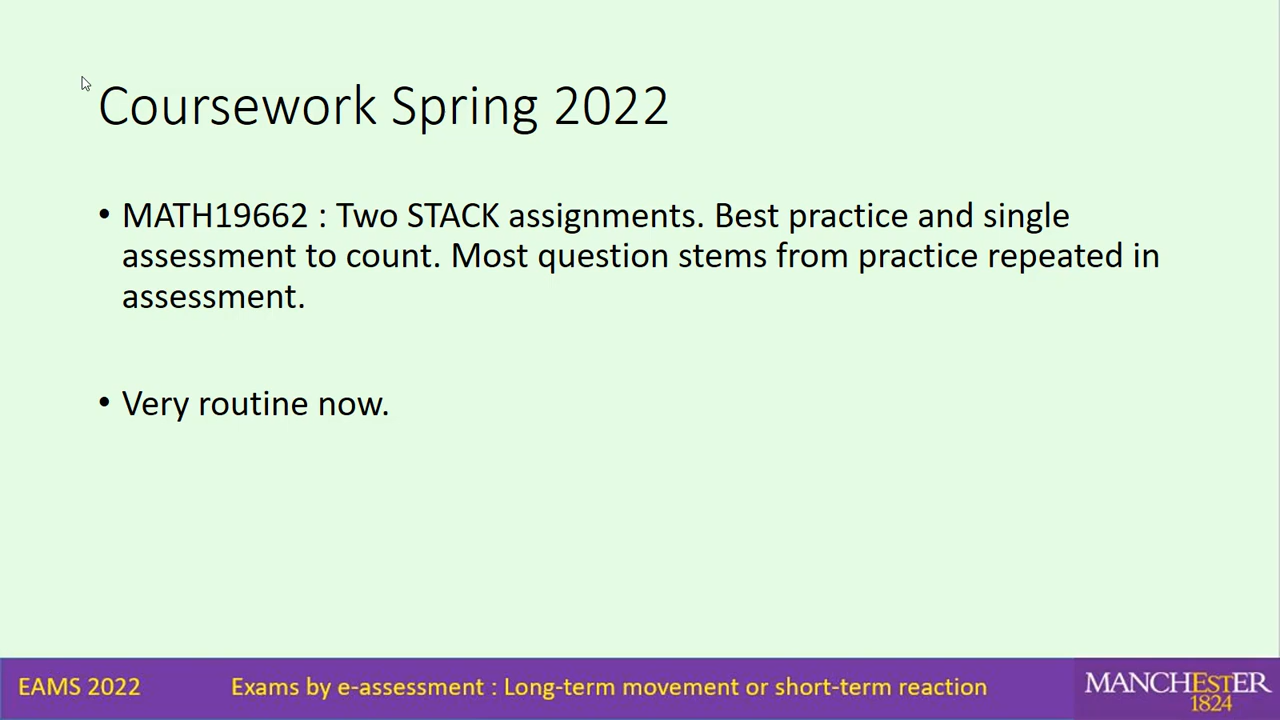 Coursework Spring 2022
• MATH19662 : Two STACK assignments. Best practice and single
assessment to count. Most question stems from practice repeated in
assessment.
• Very routine now.
EAMS 2022 Exams by e-assessment : Long-term movement or short-term reaction
MANCHESTER
1824